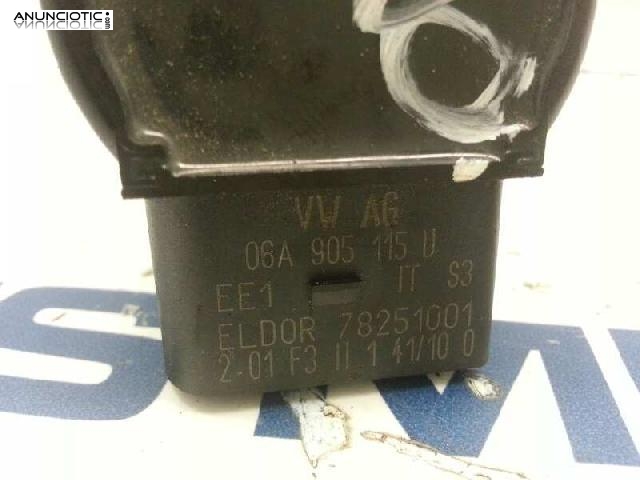 ANUNCIOTIC.com
VW AG
06A 905 115 U
EE1 IT S3
ELDOR 78251001
2-01 F3 II 1 41/10 0